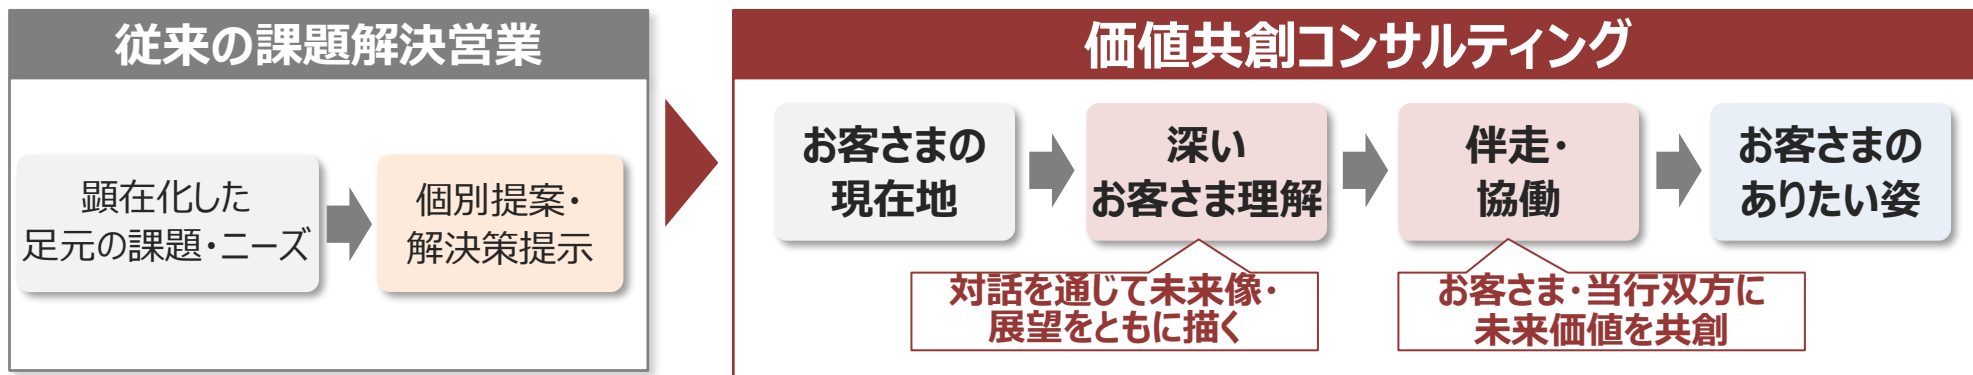 従来の課題解決営業
顕在化した
足元の課題・ニーズ
個別提案・
解決策提示
価値共創コンサルティング
お客さまの
現在地
深い
お客さま理解
伴走・
協働
お客さまの
ありたい姿
対話を通じて未来像・
展望をともに描く
お客さま・当行双方に
未来価値を共創